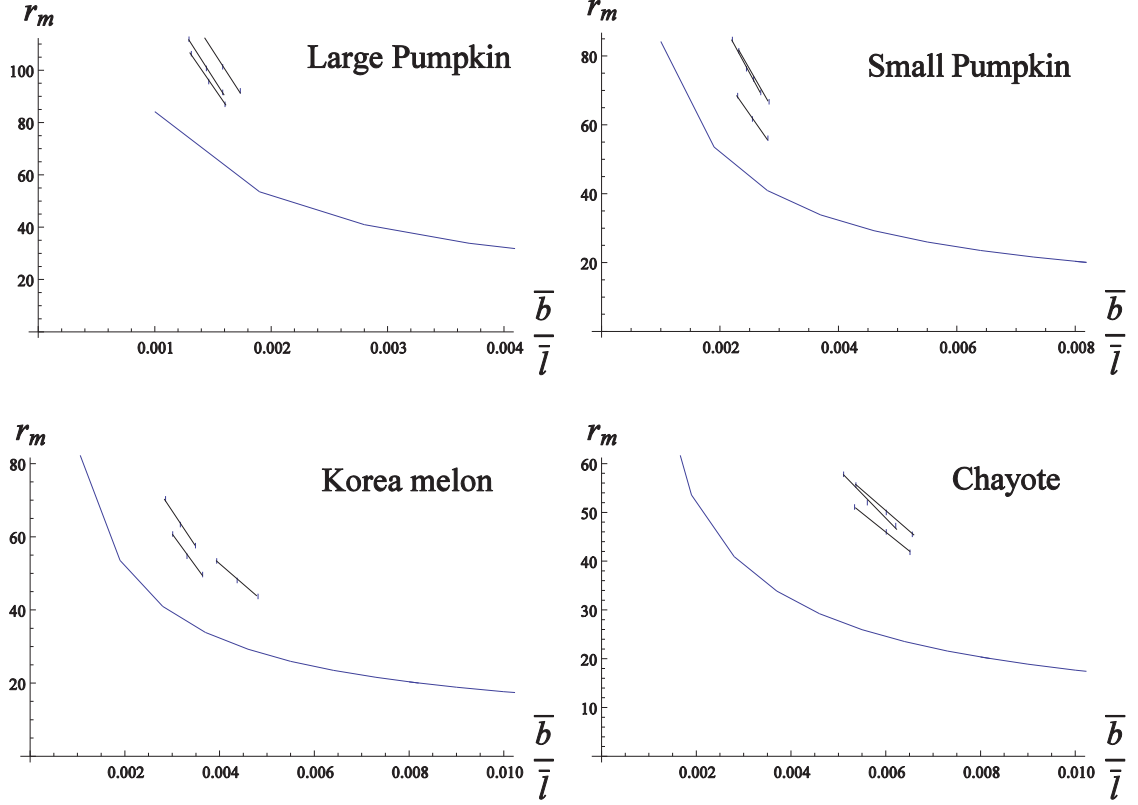 r_m
Large Pumpkin
100
80
60
40
20
0.001 0.002 0.003 0.004
b̅
l̅
r_m
Small Pumpkin
80
60
40
20
0.002 0.004 0.006 0.008
b̅
l̅
r_m
Korea melon
80
60
40
20
0.002 0.004 0.006 0.008 0.010
b̅
l̅
r_m
Chayote
60
50
40
30
20
10
0.002 0.004 0.006 0.008 0.010
b̅
l̅